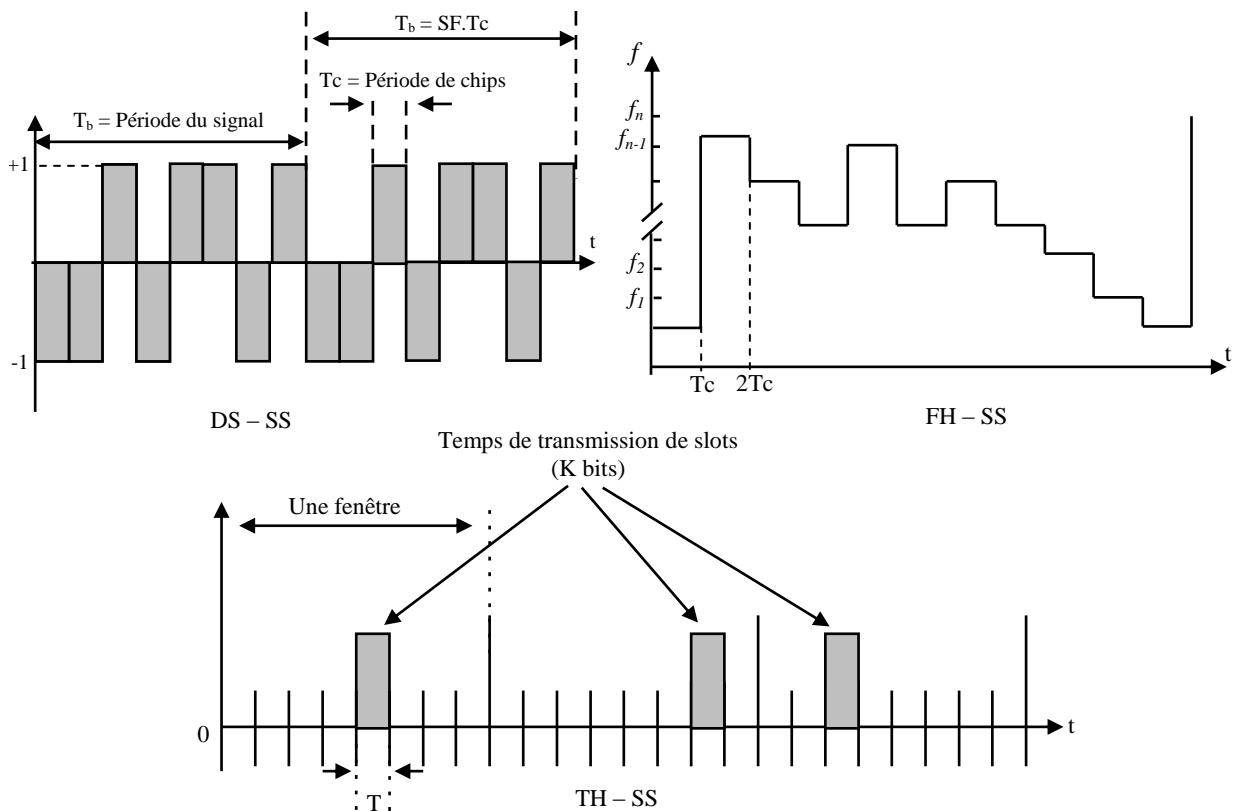 T_b = SF.Tc
Tc = Période de chips
T_b = Période du signal
+1
t
-1
DS – SS
f
f_n
f_{n-1}
f_2
f_1
t
Tc
2Tc
FH – SS
Temps de transmission de slots
(K bits)
Une fenêtre
0
t
T
TH – SS